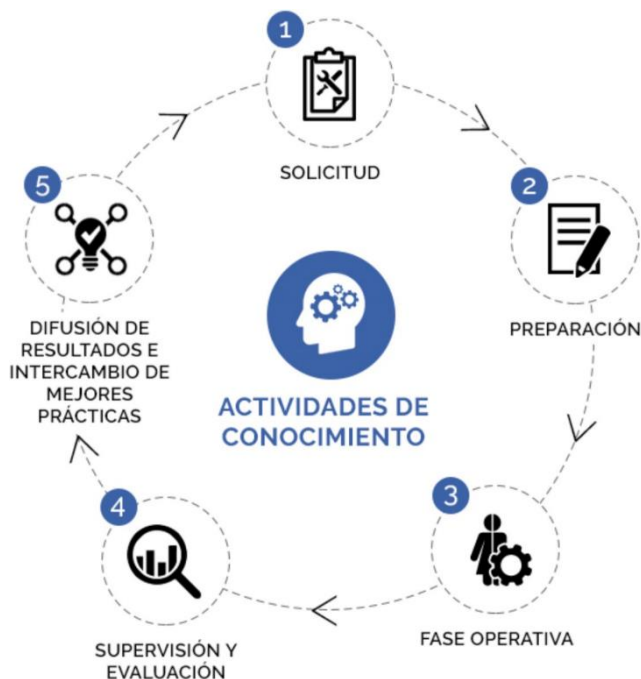 1
SOLICITUD
2
PREPARACIÓN
3
FASE OPERATIVA
4
SUPERVISIÓN Y
EVALUACIÓN
5
DIFUSIÓN DE
RESULTADOS E
INTERCAMBIO DE
MEJORES
PRÁCTICAS
ACTIVIDADES DE
CONOCIMIENTO